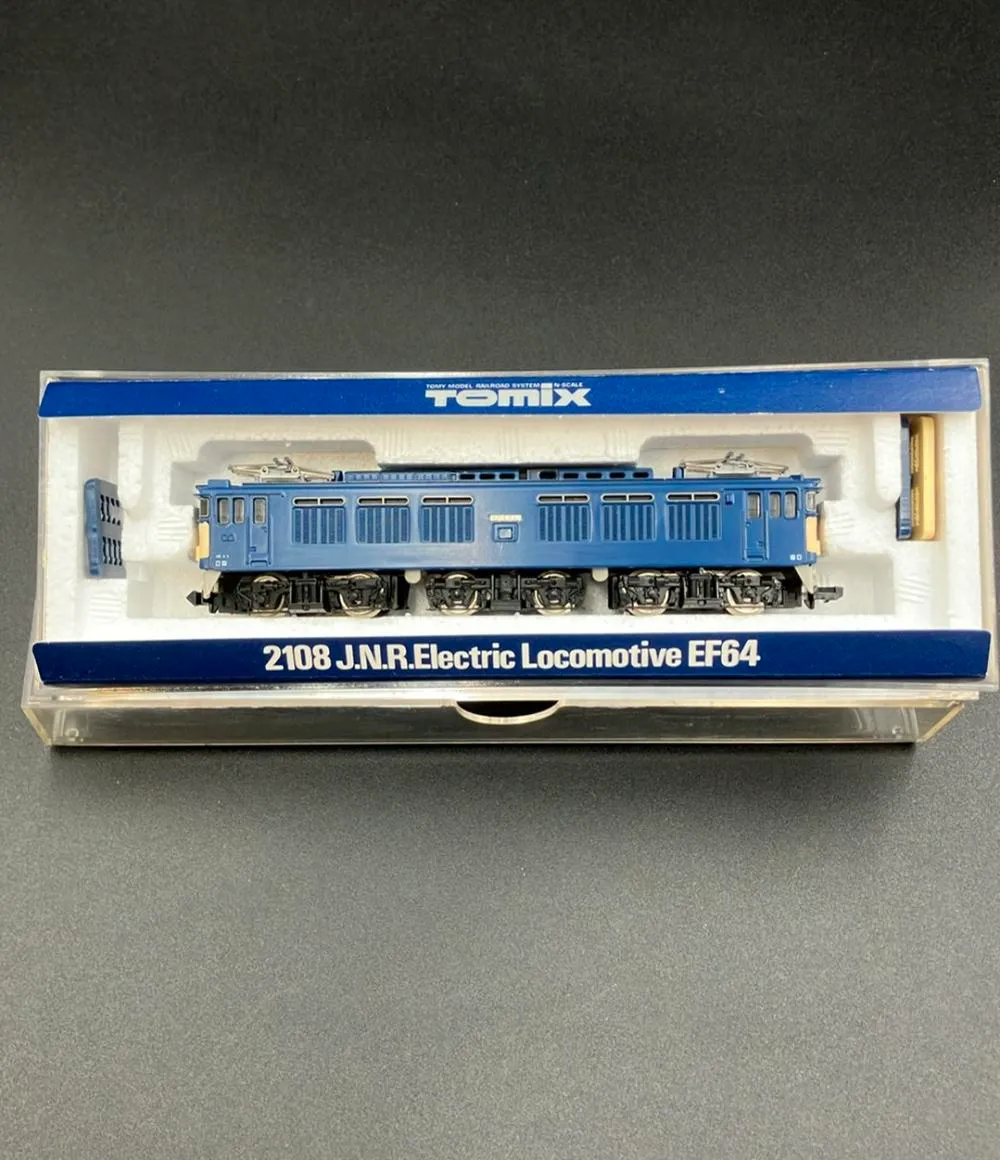 TOMY MODEL RAILROAD SYSTEM N-SCALE
TOMIX
2108 J.N.R.Electric Locomotive EF64